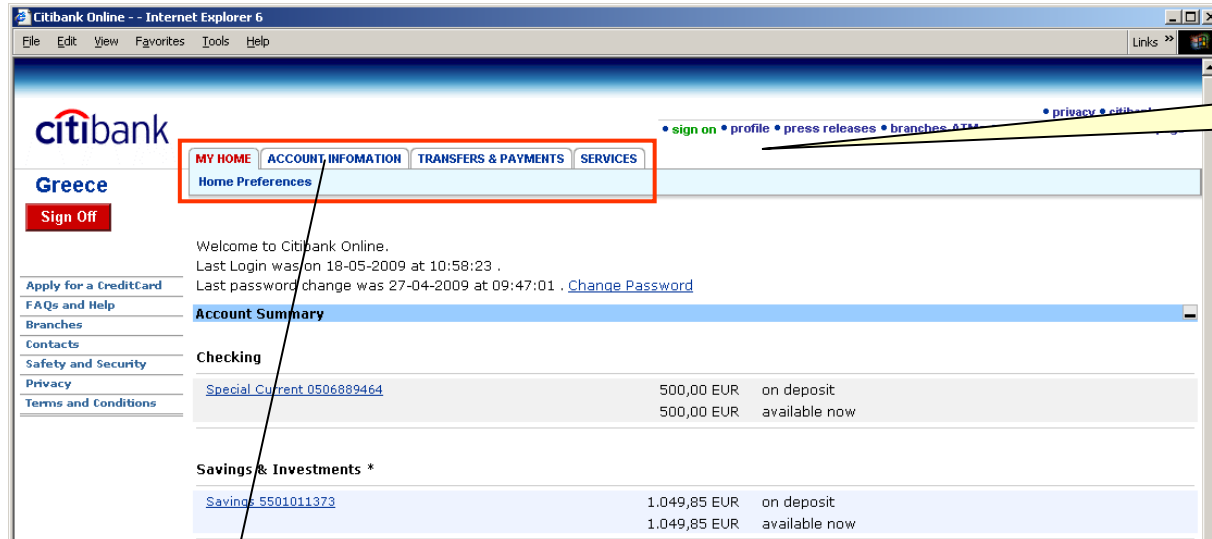 Citibank Online - - Internet Explorer 6
File Edit View Favorites Tools Help Links »
• privacy •
citibank
• sign on • profile • press releases • branches
MY HOME ACCOUNT INFOMATION TRANSFERS & PAYMENTS SERVICES
Greece
Home Preferences
Sign Off
Welcome to Citibank Online.
Last Login was on 18-05-2009 at 10:58:23 .
Apply for a CreditCard
Last password change was 27-04-2009 at 09:47:01 . Change Password
FAQs and Help
Account Summary
Branches
Contacts
Safety and Security
Checking
Privacy
Special Current 0506889464 500,00 EUR on deposit
Terms and Conditions
500,00 EUR available now
Savings & Investments *
Savings 5501011373 1.049,85 EUR on deposit
1.049,85 EUR available now